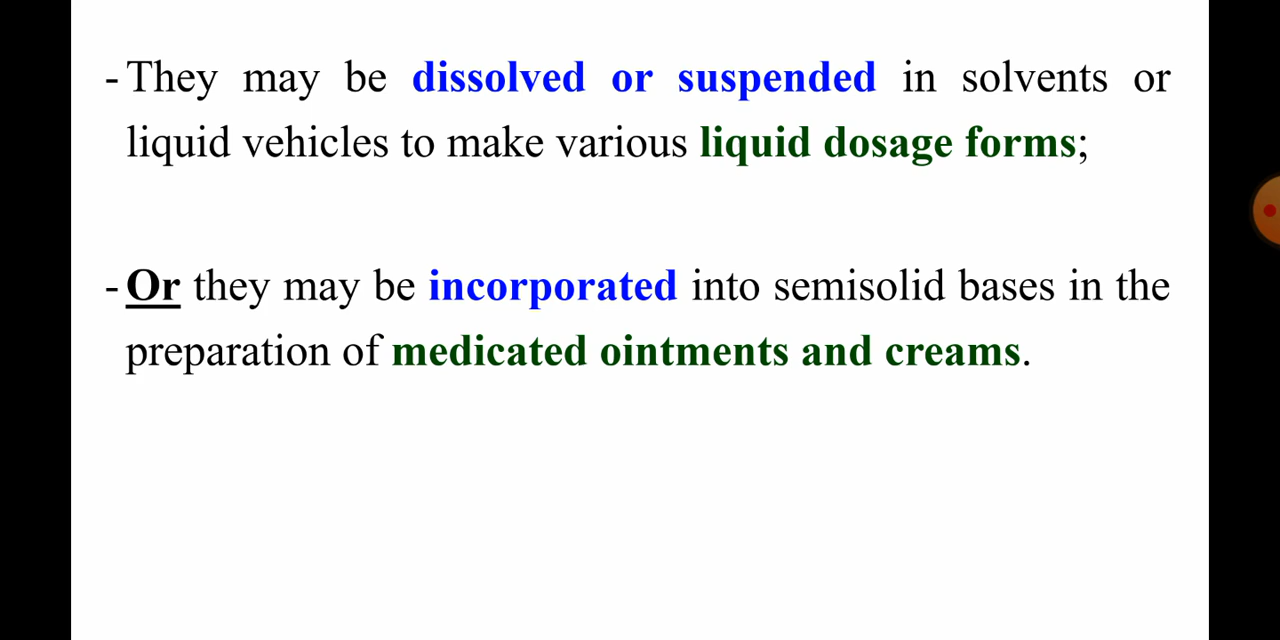 - They may be dissolved or suspended in solvents or
liquid vehicles to make various liquid dosage forms;
- Or they may be incorporated into semisolid bases in the
preparation of medicated ointments and creams.